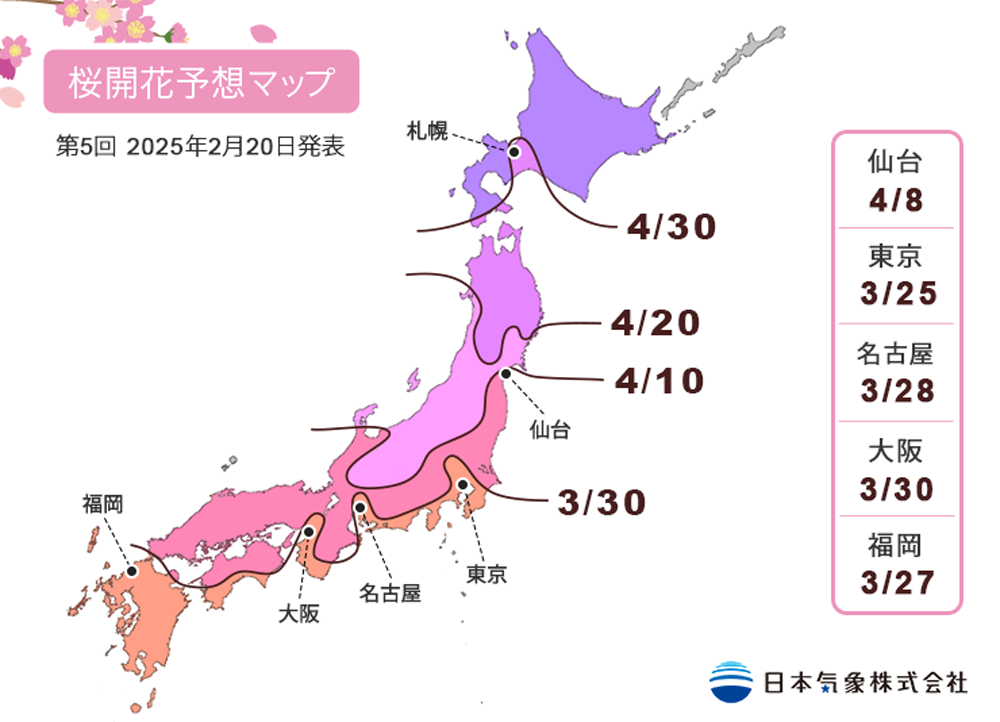 桜開花予想マップ
第5回 2025年2月20日発表
札幌
4/30
4/20
4/10
仙台
3/30
福岡
大阪
名古屋
東京
仙台
4/8
東京
3/25
名古屋
3/28
大阪
3/30
福岡
3/27
日本気象株式会社